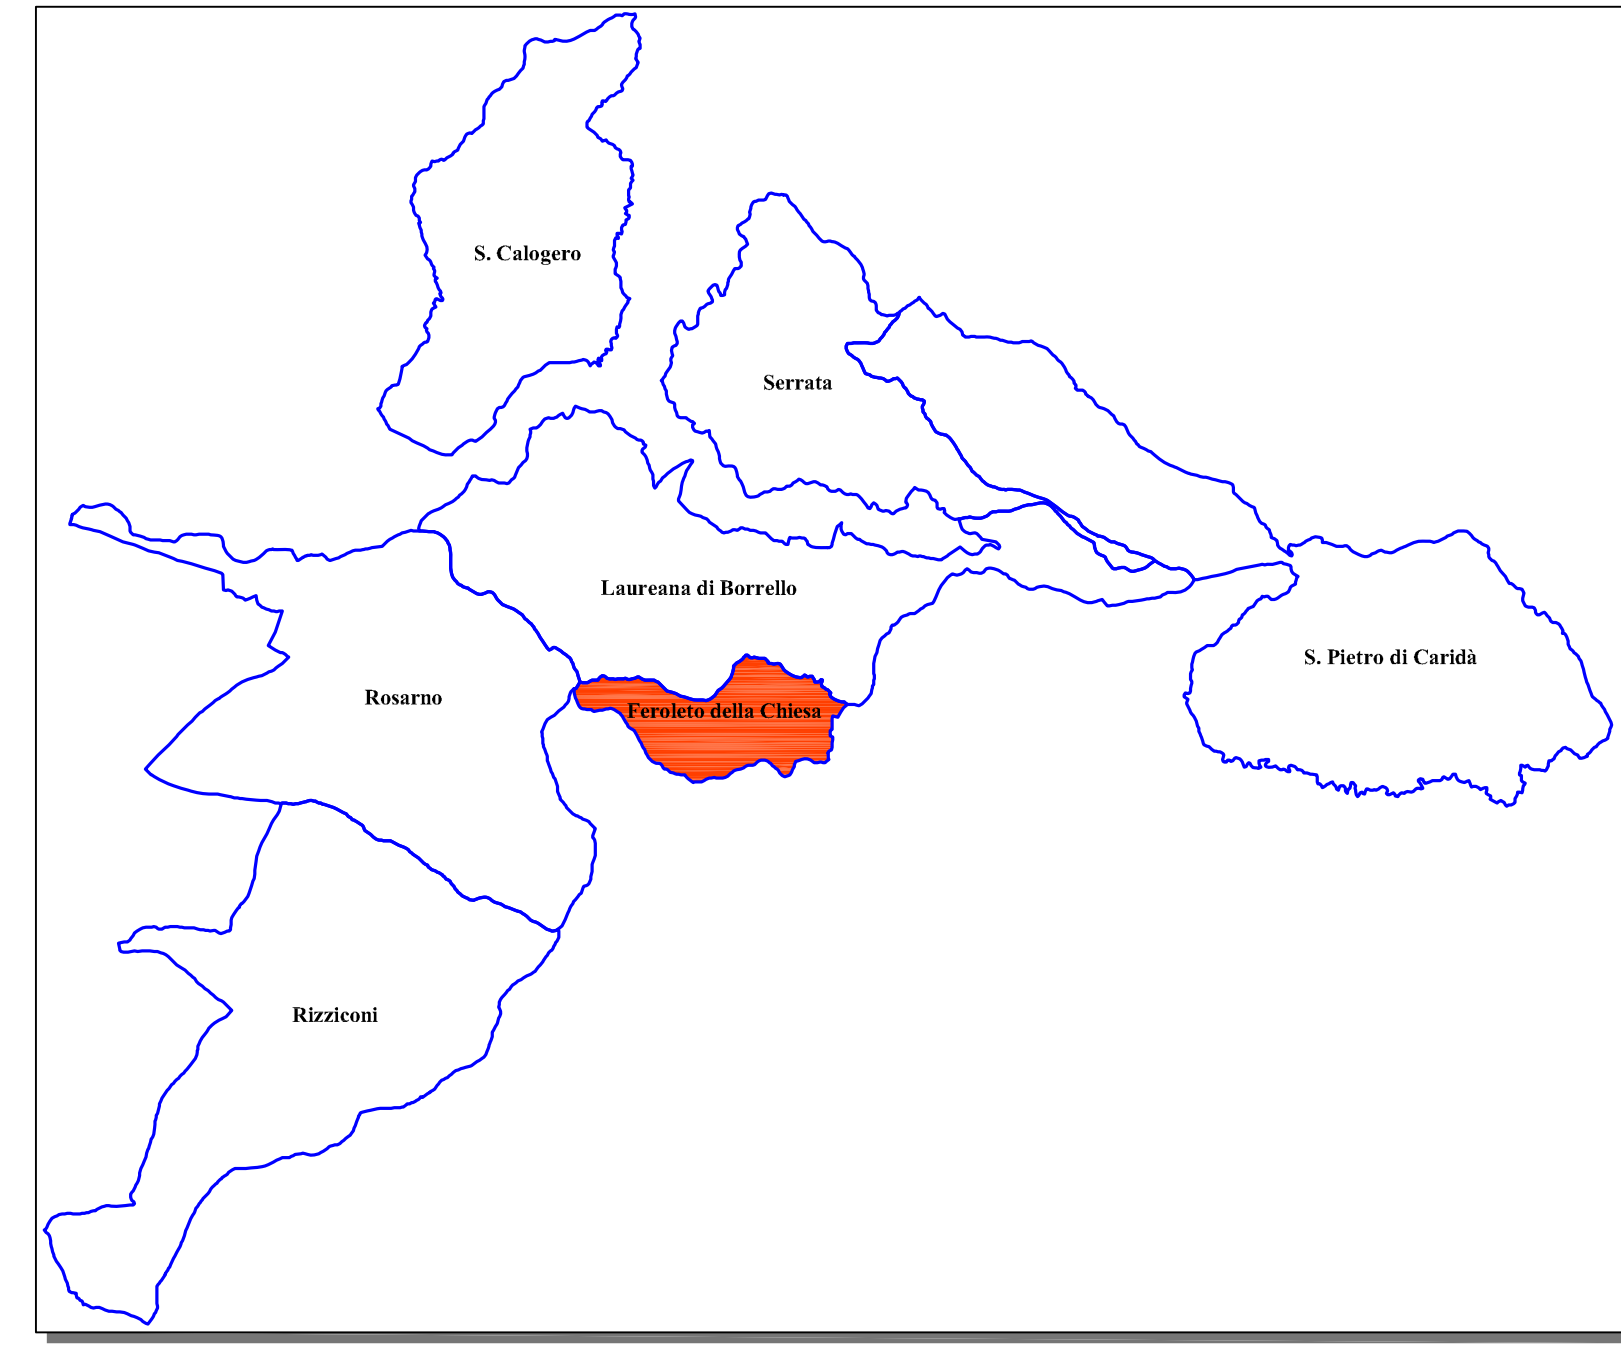 S. Calogero
Serrata
Laureana di Borrello
S. Pietro di Caridà
Rosarno
Feroleto della Chiesa
Rizziconi